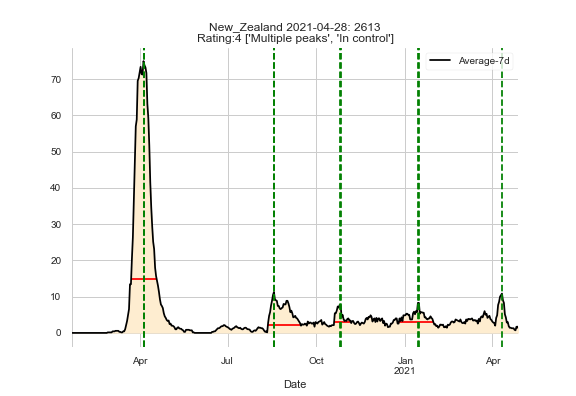 New_Zealand 2021-04-28: 2613
Rating:4 ['Multiple peaks', 'In control']
Average-7d
70
60
50
40
30
20
10
0
Apr
Jul
Oct
Jan
2021
Apr
Date